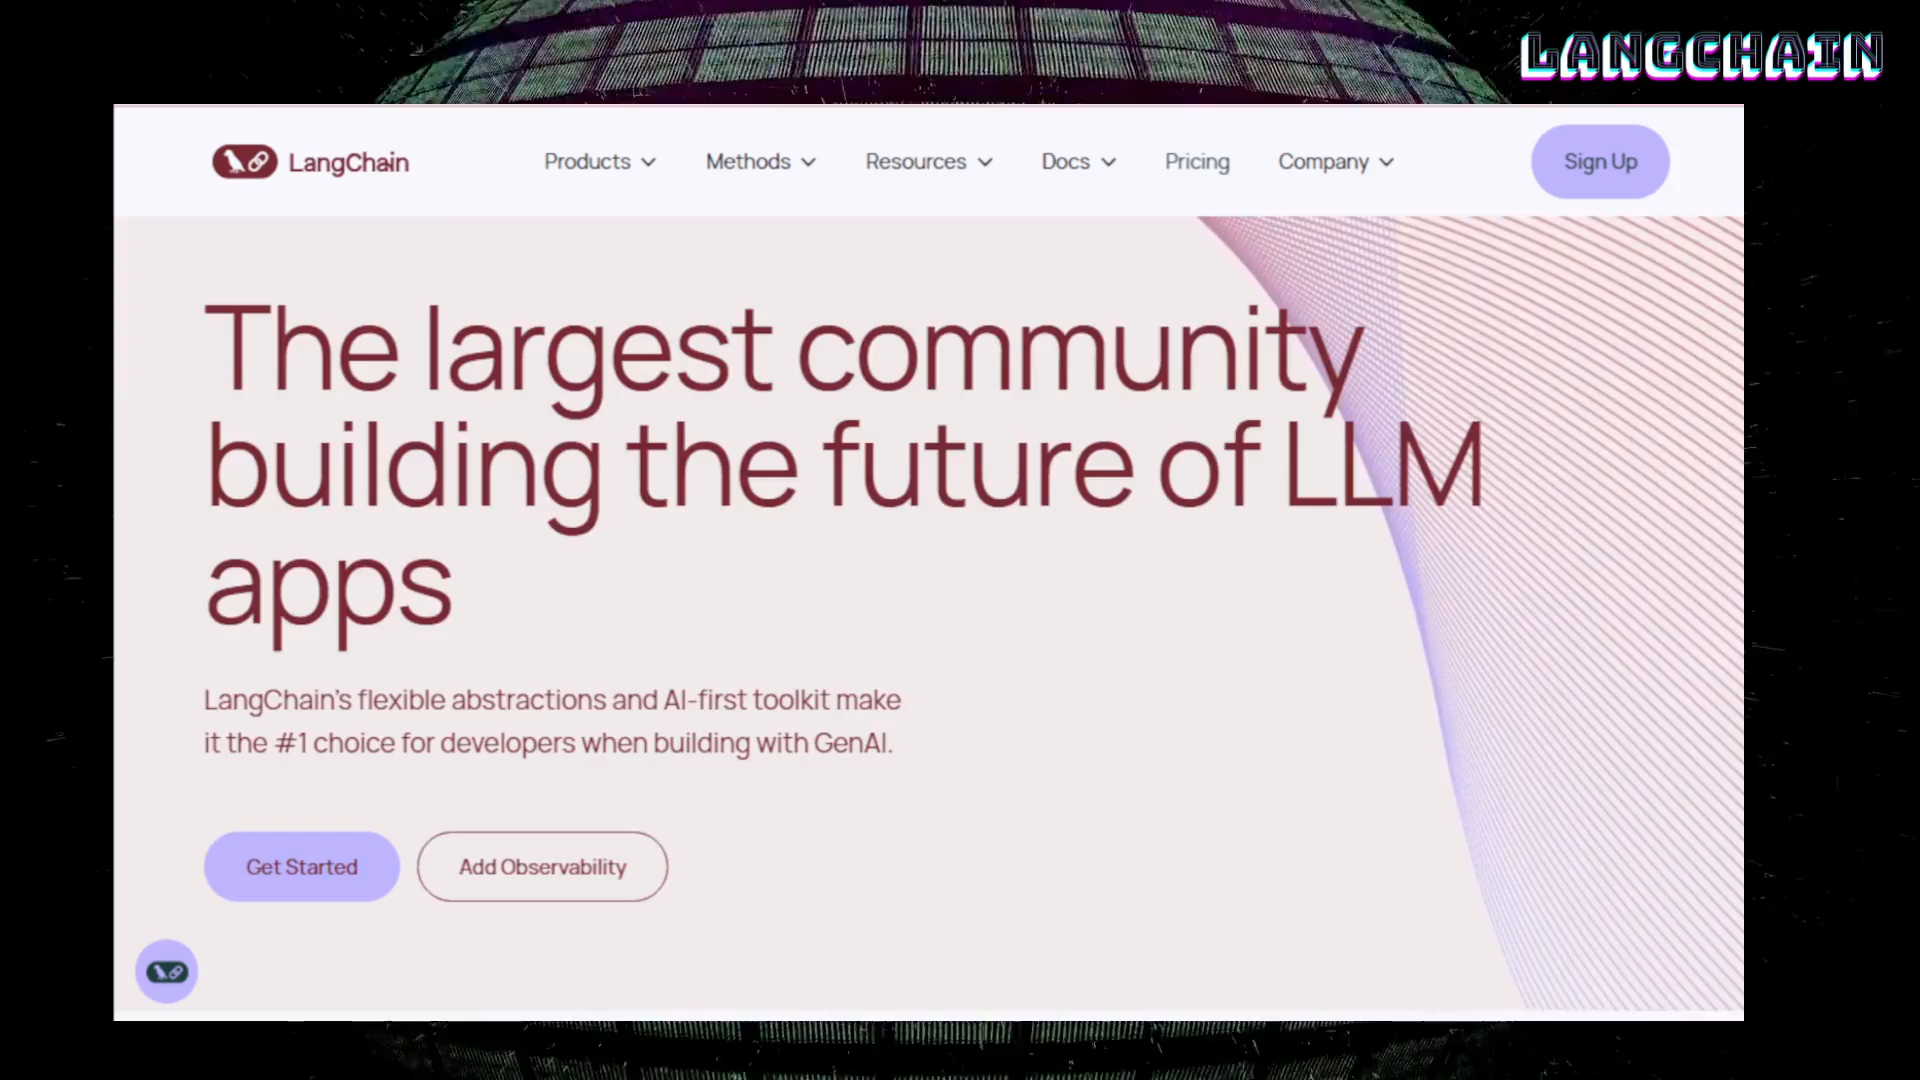 LANGCHAIN
LangChain
Products
Methods
Resources
Docs
Pricing
Company
Sign Up
The largest community
building the future of LLM
apps
LangChain's flexible abstractions and AI-first toolkit make
it the #1 choice for developers when building with GenAI.
Get Started
Add Observability